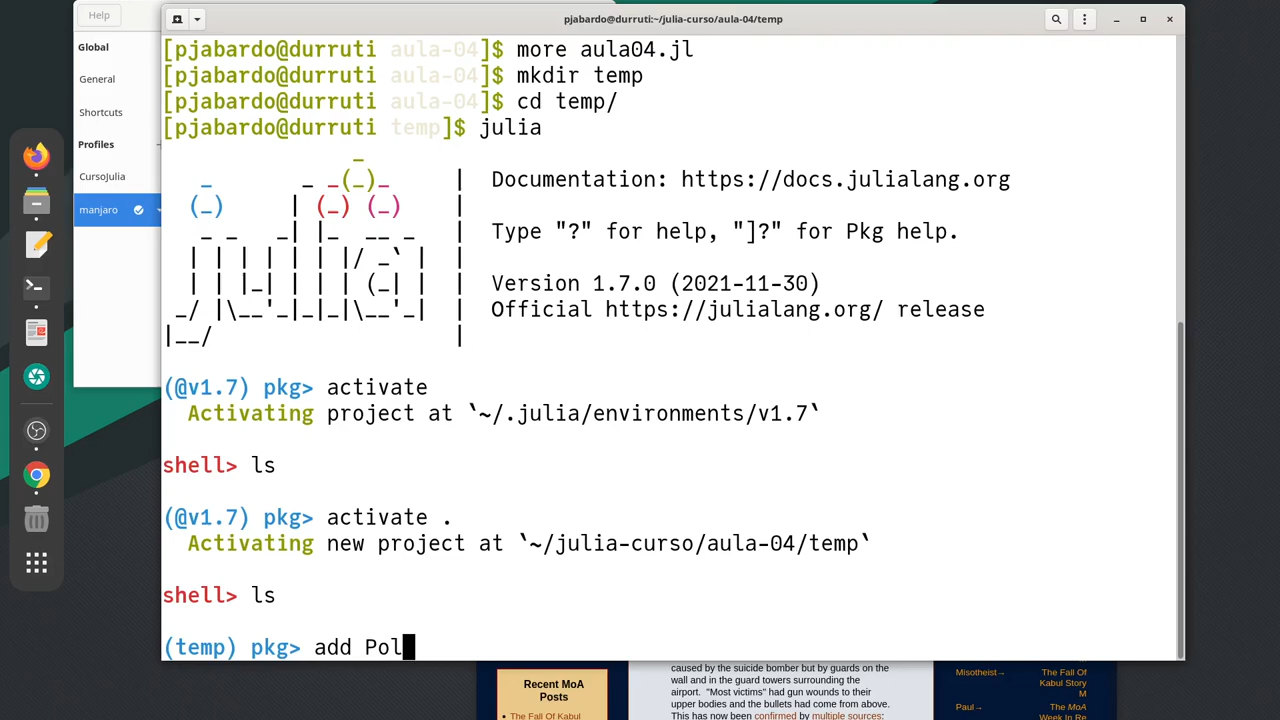 Help
pjabardo@durruti:~/julia-curso/aula-04/temp
Global
General
Shortcuts
Profiles
CursoJulia
manjaro
[pjabardo@durruti aula-04]$ more aula04.jl
[pjabardo@durruti aula-04]$ mkdir temp
[pjabardo@durruti aula-04]$ cd temp/
[pjabardo@durruti temp]$ julia
               _
   _       _ _(_)_     |  Documentation: https://docs.julialang.org
  (_)     | (_) (_)    |
   _ _   _| |_  __ _   |  Type "?" for help, "]?" for Pkg help.
  | | | | | | |/ _` |  |
  | | |_| | | | (_| |  |  Version 1.7.0 (2021-11-30)
 _/ |\__'_|_|_|\__'_|  |  Official https://julialang.org/ release
|__/                   |
(@v1.7) pkg> activate
  Activating project at `~/.julia/environments/v1.7`
shell> ls
(@v1.7) pkg> activate .
  Activating new project at `~/julia-curso/aula-04/temp`
shell> ls
(temp) pkg> add Pol
Recent MoA
Posts
• The Fall Of Kabul
caused by the suicide bomber but by guards on the
wall and in the guard towers surrounding the
airport. "Most victims" had gun wounds to their
upper bodies and the bullets had come from above.
This has now been confirmed by multiple sources:
Misotheist→ The Fall Of
Kabul Story
M
Paul→ The MoA
Week In Re